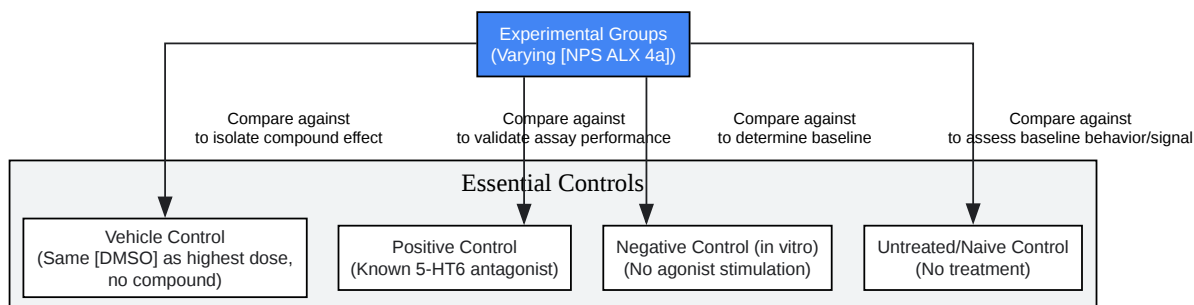 Experimental Groups
(Varying [NPS ALX 4a])
Compare against
to isolate compound effect
Compare against
to validate assay performance
Compare against
to determine baseline
Compare against
to assess baseline behavior/signal
Essential Controls
Vehicle Control
(Same [DMSO] as highest dose,
no compound)
Positive Control
(Known 5-HT6 antagonist)
Negative Control (in vitro)
(No agonist stimulation)
Untreated/Naive Control
(No treatment)